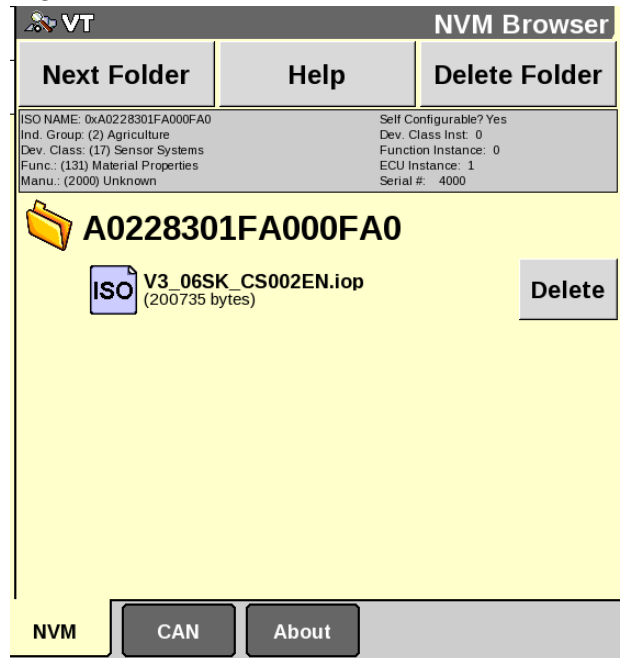 VT NVM Browser
Next Folder Help Delete Folder
ISO NAME: 0xA0228301FA000FA0 Self Configurable? Yes
Ind. Group: (2) Agriculture Dev. Class Inst: 0
Dev. Class: (17) Sensor Systems Function Instance: 0
Func.: (131) Material Properties ECU Instance: 1
Manu.: (2000) Unknown Serial #: 4000
A0228301FA000FA0
ISO V3_06SK_CS002EN.iop
(200735 bytes) Delete
NVM CAN About